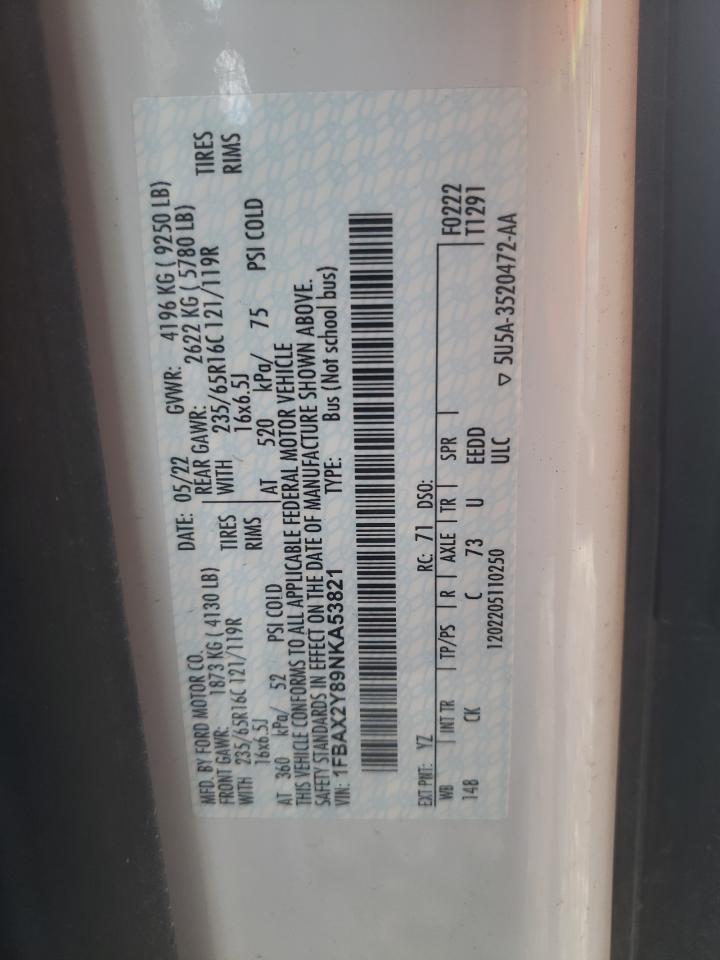 MFD. BY FORD MOTOR CO. DATE: 05/22 GVWR: 4196 KG ( 9250 LB)
FRONT GAWR: 1873 KG ( 4130 LB) REAR GAWR: 2622 KG ( 5780 LB)
WITH 235/65R16C 121/119R TIRES WITH 235/65R16C 121/119R TIRES
16x6.5J RIMS 16x6.5J RIMS
AT 360 kPa/ 52 PSI COLD AT 520 kPa/ 75 PSI COLD
THIS VEHICLE CONFORMS TO ALL APPLICABLE FEDERAL MOTOR VEHICLE
SAFETY STANDARDS IN EFFECT ON THE DATE OF MANUFACTURE SHOWN ABOVE.
VIN: 1FBAX2Y89NKA53821 TYPE: Bus (Not school bus)
EXT PNT: YZ RC: 71 DSO:
WB INT TR TP/PS R AXLE TR SPR F0222
148 CK C 73 U EEDD T1291
1202205110250 ULC
▽ 5U5A-3520472-AA